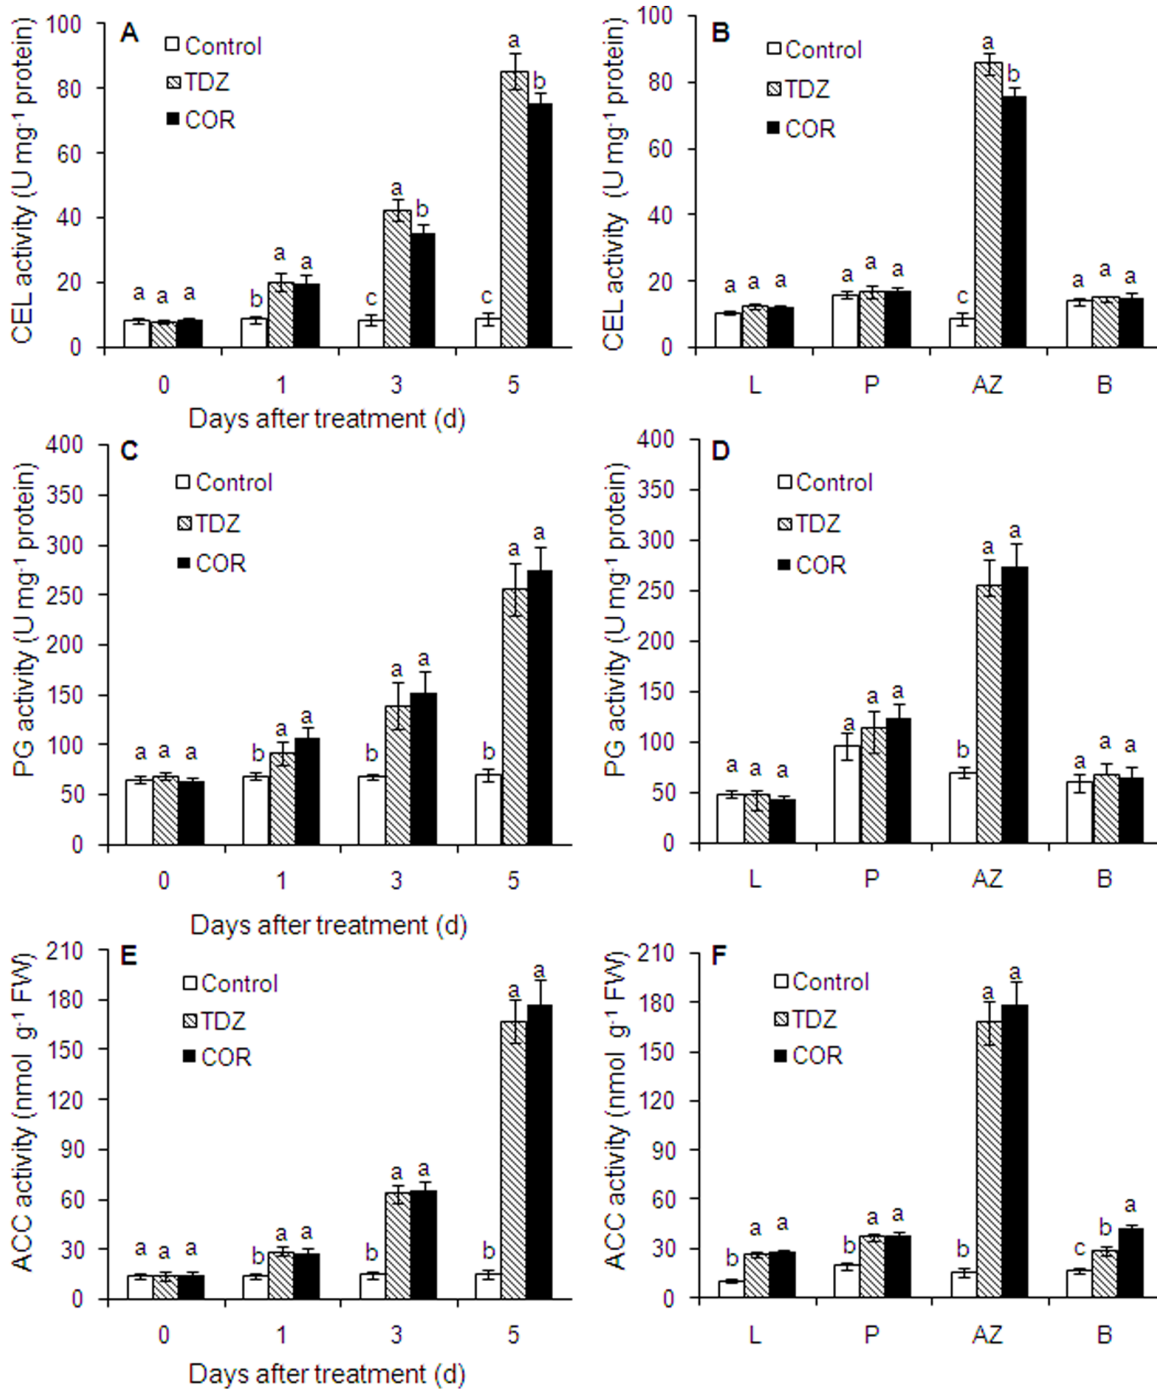 A
Control
TDZ
COR
CEL activity (U mg-1 protein)
100
80
60
40
20
0
a a a
b a a
c a b
c a b
0 1 3 5
Days after treatment (d)
B
Control
TDZ
COR
CEL activity (U mg-1 protein)
100
80
60
40
20
0
a a a
a a a
c a b
a a a
L P AZ B
C
Control
TDZ
COR
PG activity (U mg-1 protein)
400
350
300
250
200
150
100
50
0
a a a
b a a
b a a
b a a
0 1 3 5
Days after treatment (d)
D
Control
TDZ
COR
PG activity (U mg-1 protein)
400
350
300
250
200
150
100
50
0
a a a
a a a
b a a
a a a
L P AZ B
E
Control
TDZ
COR
ACC activity (nmol g-1 FW)
210
180
150
120
90
60
30
0
a a a
b a a
b a a
b a a
0 1 3 5
Days after treatment (d)
F
Control
TDZ
COR
ACC activity (nmol g-1 FW)
210
180
150
120
90
60
30
0
b a a
b a a
b a a
c b a
L P AZ B